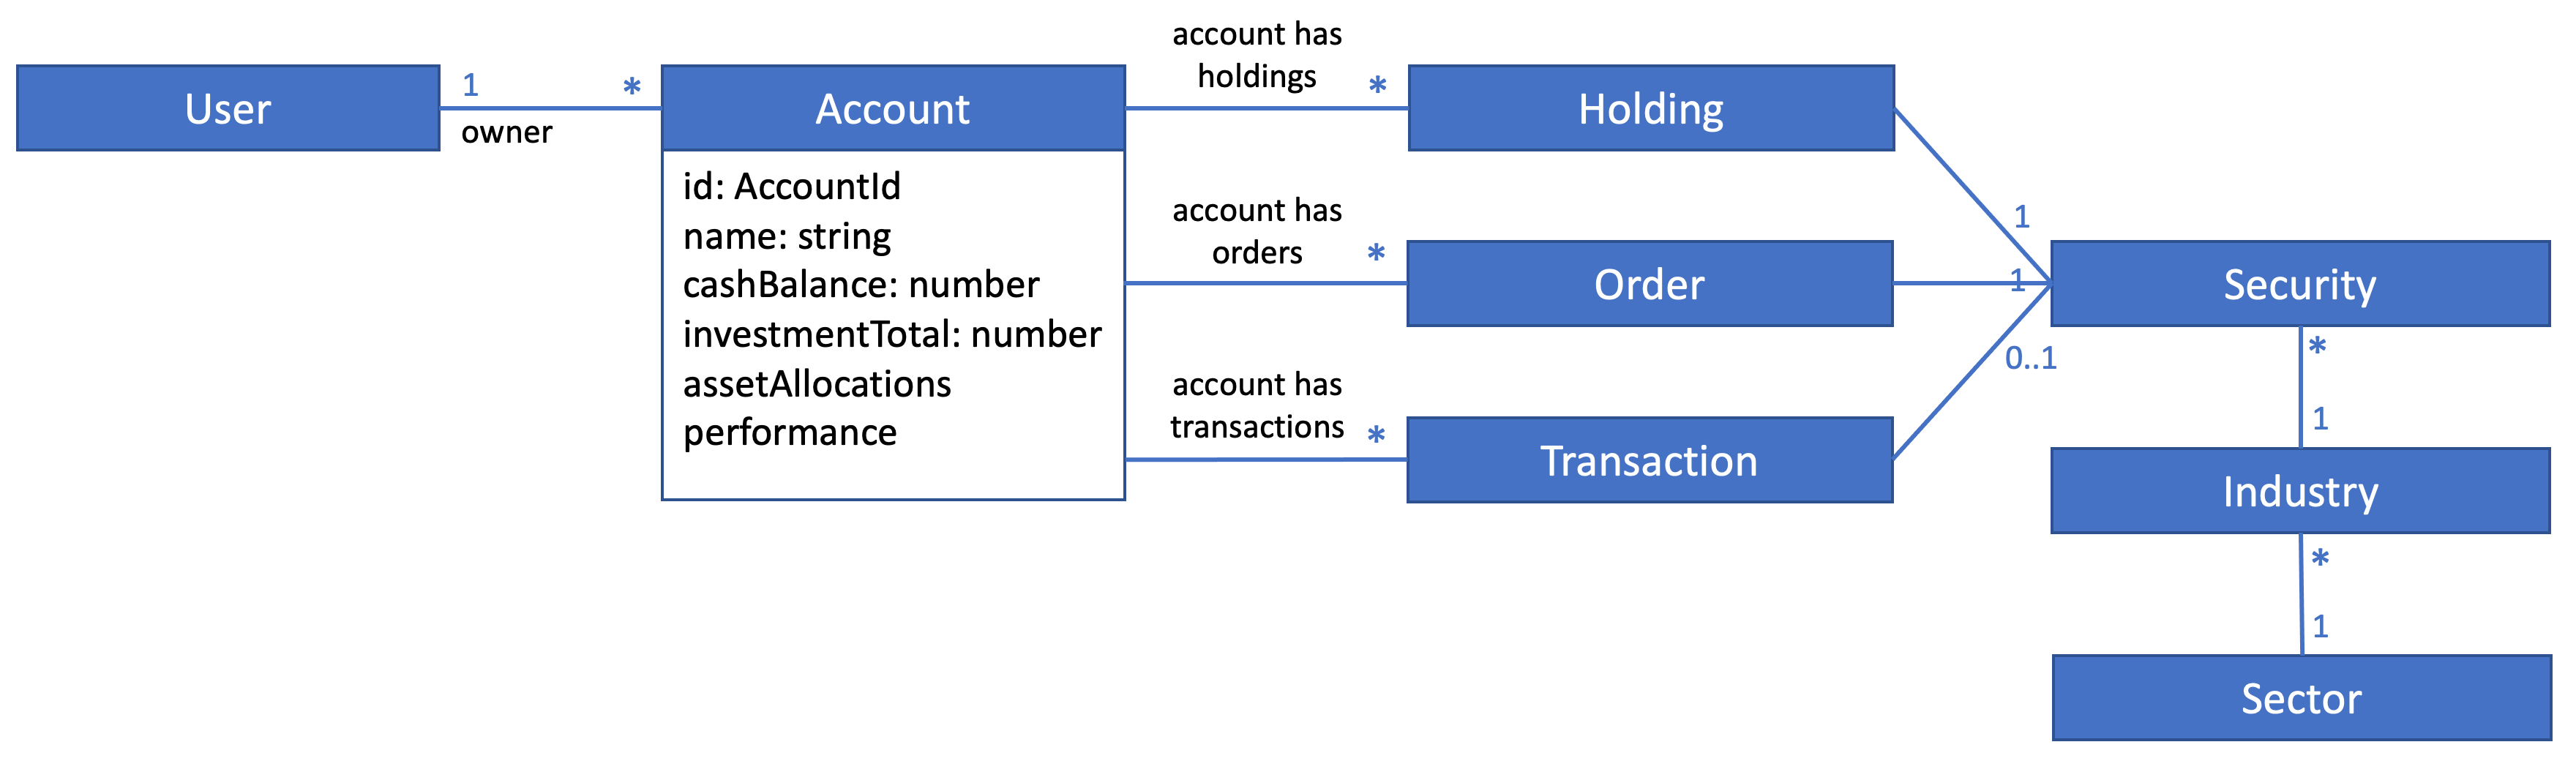 User
1
*
owner
Account
id: AccountId
name: string
cashBalance: number
investmentTotal: number
assetAllocations
performance
account has
holdings
*
Holding
account has
orders
*
Order
account has
transactions
*
Transaction
1
1
0..1
Security
*
1
Industry
*
1
Sector